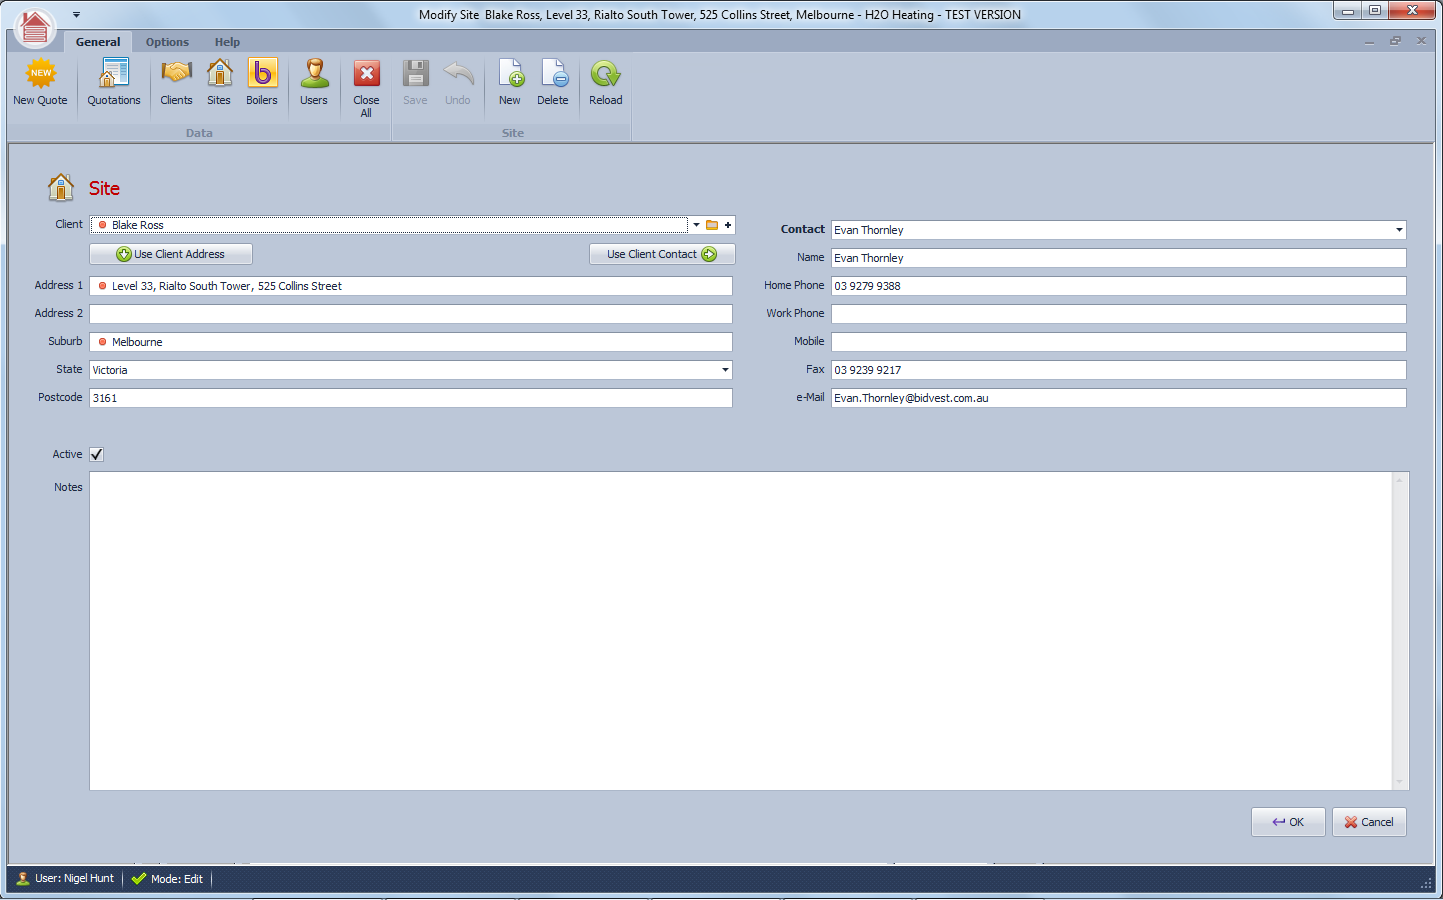 Modify Site  Blake Ross, Level 33, Rialto South Tower, 525 Collins Street, Melbourne - H2O Heating - TEST VERSION
General Options Help
NEW
New Quote Quotations Clients Sites b Boilers Users Close All Save Undo New Delete Reload
Data Site
Site
Client Blake Ross
Use Client Address Use Client Contact
Address 1 Level 33, Rialto South Tower, 525 Collins Street
Address 2
Suburb Melbourne
State Victoria
Postcode 3161
Contact Evan Thornley
Name Evan Thornley
Home Phone 03 9279 9388
Work Phone
Mobile
Fax 03 9239 9217
e-Mail Evan.Thornley@bidvest.com.au
Active
Notes
OK Cancel
User: Nigel Hunt Mode: Edit